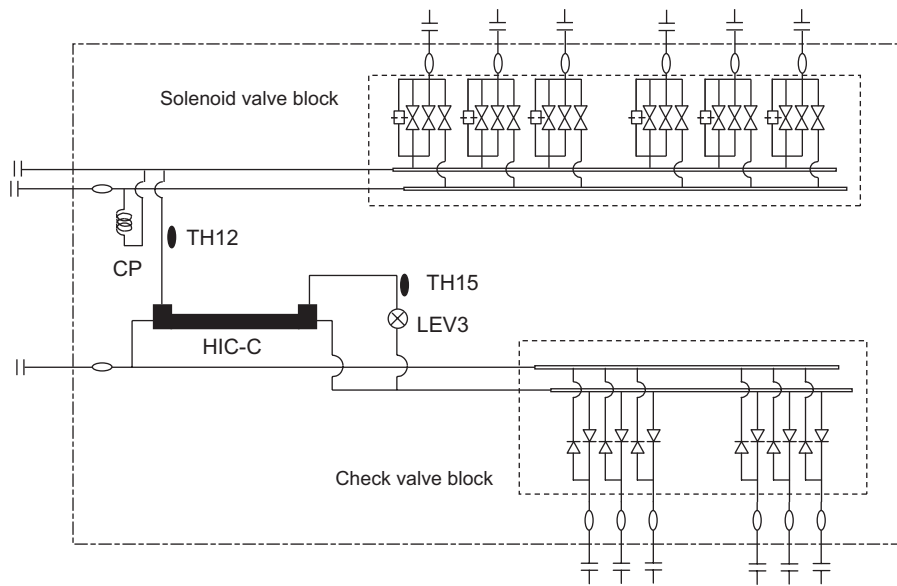 Solenoid valve block
TH12
CP
TH15
LEV3
HIC-C
Check valve block